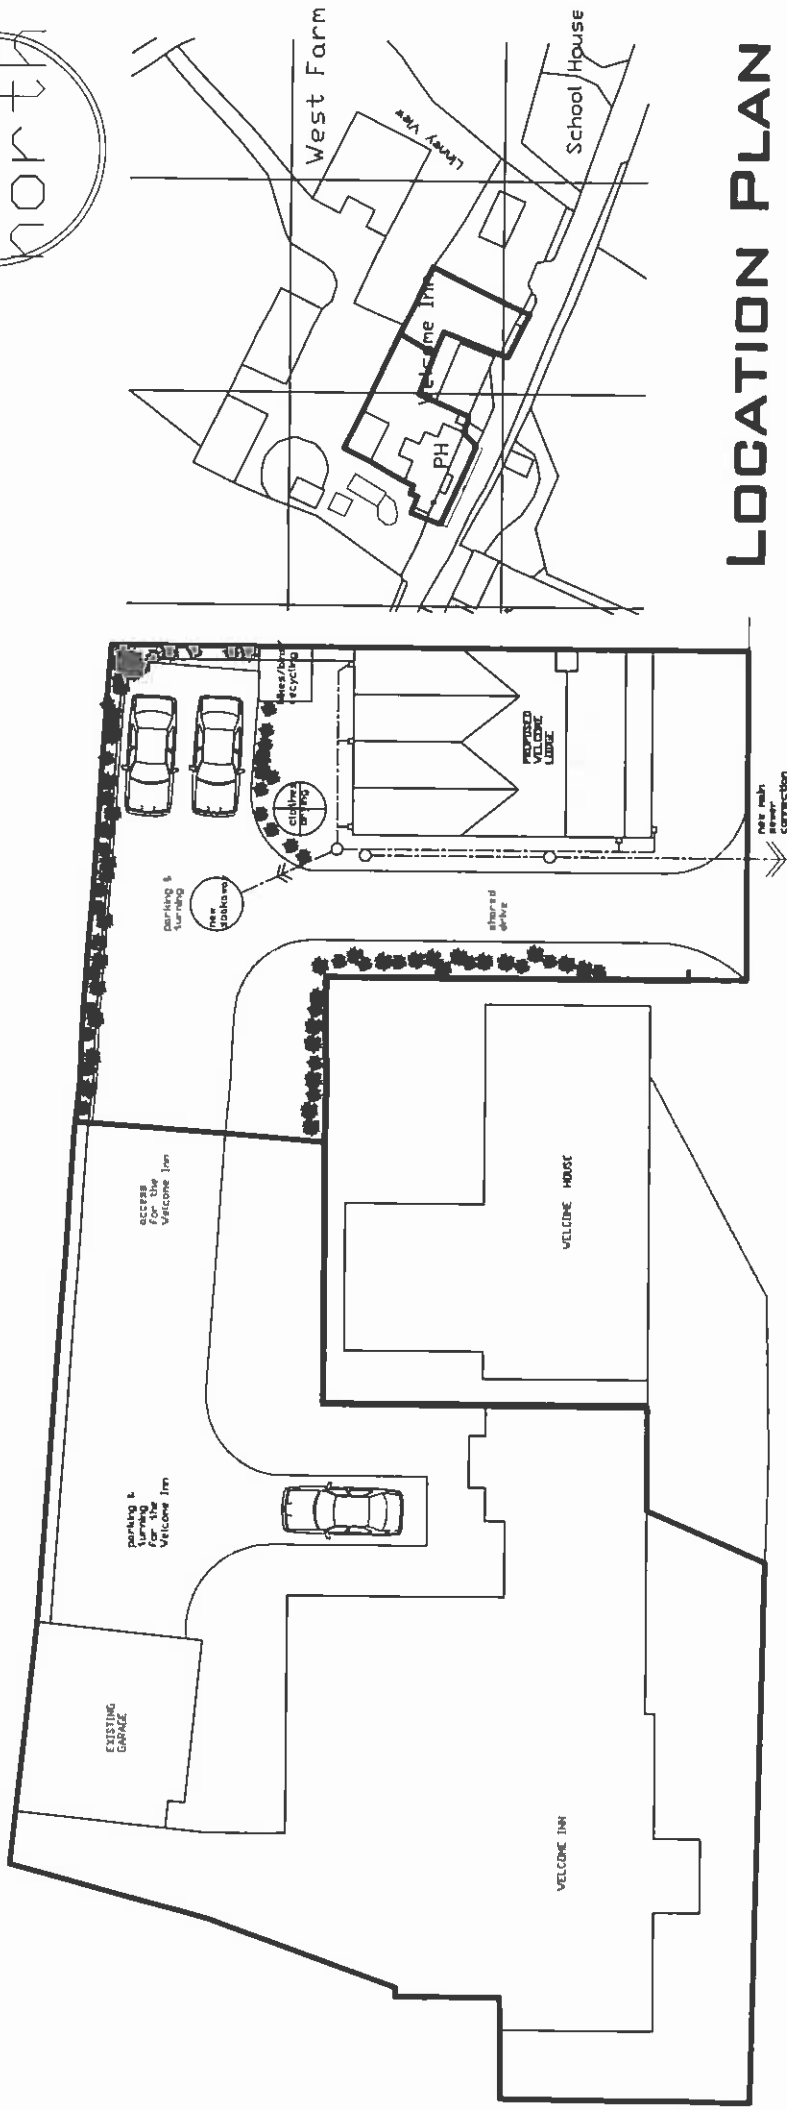 north
West Farm
Linney View
School House
Welcome Inn
PH
LOCATION PLAN
EXISTING
GARAGE
parking &
turning
for the
Welcome Inn
access
for the
Welcome Inn
parking &
turning
new
soakaway
clothes
drying
recycling
shared
drive
PROPOSED
WELCOME
LODGE
new main
sewer
connection
WELCOME HOUSE
WELCOME INN